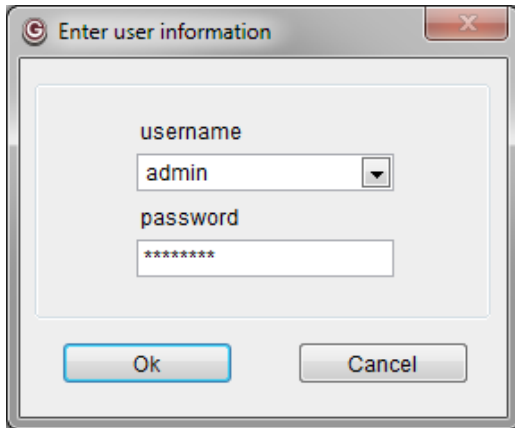 Enter user information
username
admin
password
********
Ok
Cancel